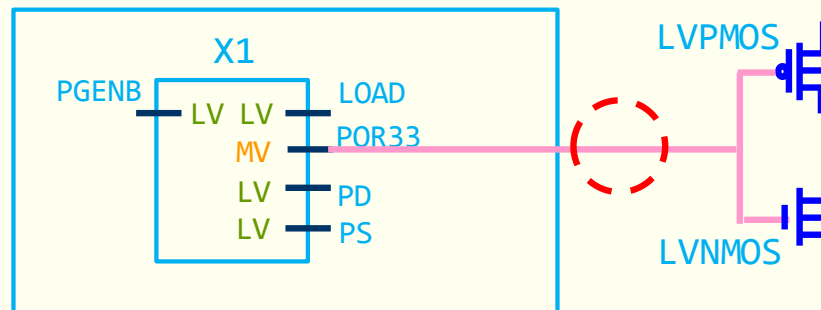 X1
LVPMOS
PGENB
LV LV
LOAD
MV
POR33
LV
PD
LV
PS
LVNMOS